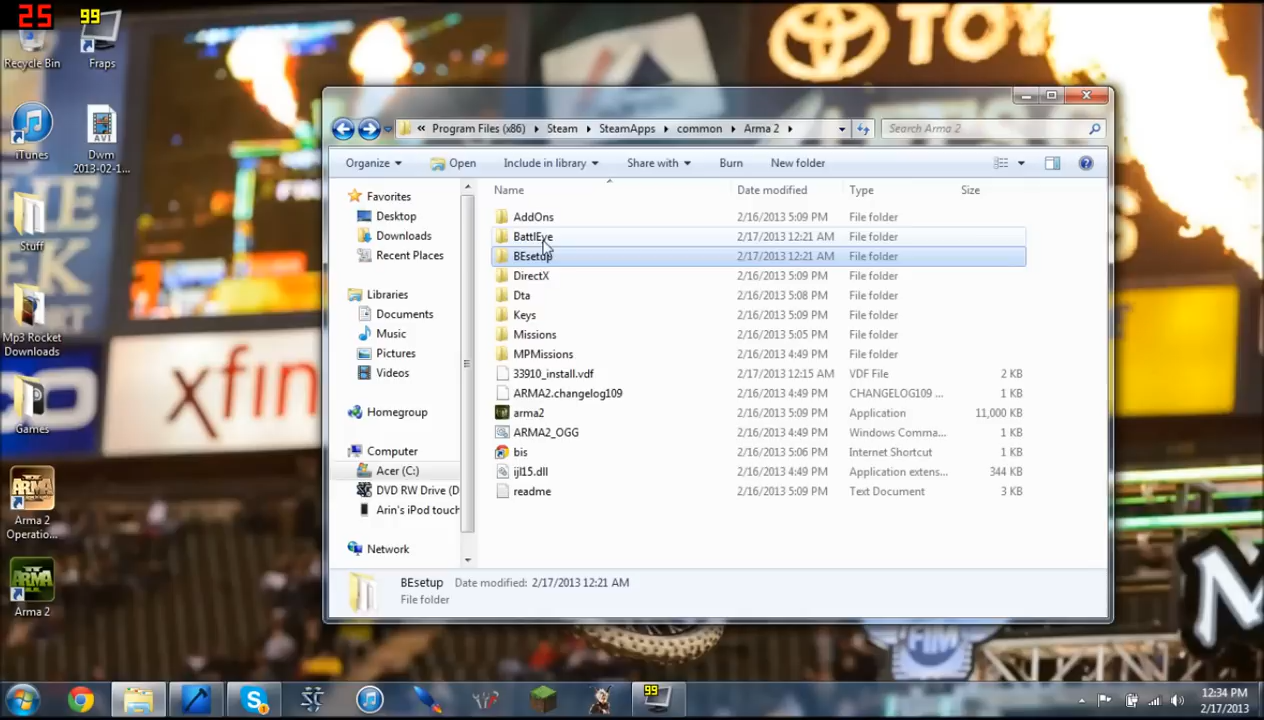 25
99
Recycle Bin
Fraps
iTunes
Dwm
2013-02-1...
Stuff
Mp3 Rocket
Downloads
Games
Arma 2
Operatio...
Arma 2
TOYO
xfin
« Program Files (x86) ▸ Steam ▸ SteamApps ▸ common ▸ Arma 2 ▸
Search Arma 2
Organize Open Include in library Share with Burn New folder
Favorites
Desktop
Downloads
Recent Places
Libraries
Documents
Music
Pictures
Videos
Homegroup
Computer
Acer (C:)
DVD RW Drive (D
Arin's iPod touch
Network
Name Date modified Type Size
AddOns 2/16/2013 5:09 PM File folder
BattlEye 2/17/2013 12:21 AM File folder
BEsetup 2/17/2013 12:21 AM File folder
DirectX 2/16/2013 5:09 PM File folder
Dta 2/16/2013 5:08 PM File folder
Keys 2/16/2013 5:09 PM File folder
Missions 2/16/2013 5:05 PM File folder
MPMissions 2/16/2013 4:49 PM File folder
33910_install.vdf 2/17/2013 12:15 AM VDF File 2 KB
ARMA2.changelog109 2/16/2013 4:49 PM CHANGELOG109 ... 1 KB
arma2 2/16/2013 5:09 PM Application 11,000 KB
ARMA2_OGG 2/16/2013 4:49 PM Windows Comma... 1 KB
bis 2/16/2013 5:06 PM Internet Shortcut 1 KB
ijl15.dll 2/16/2013 4:49 PM Application extens... 344 KB
readme 2/16/2013 5:09 PM Text Document 3 KB
BEsetup Date modified: 2/17/2013 12:21 AM
File folder
FIM
99
12:34 PM
2/17/2013